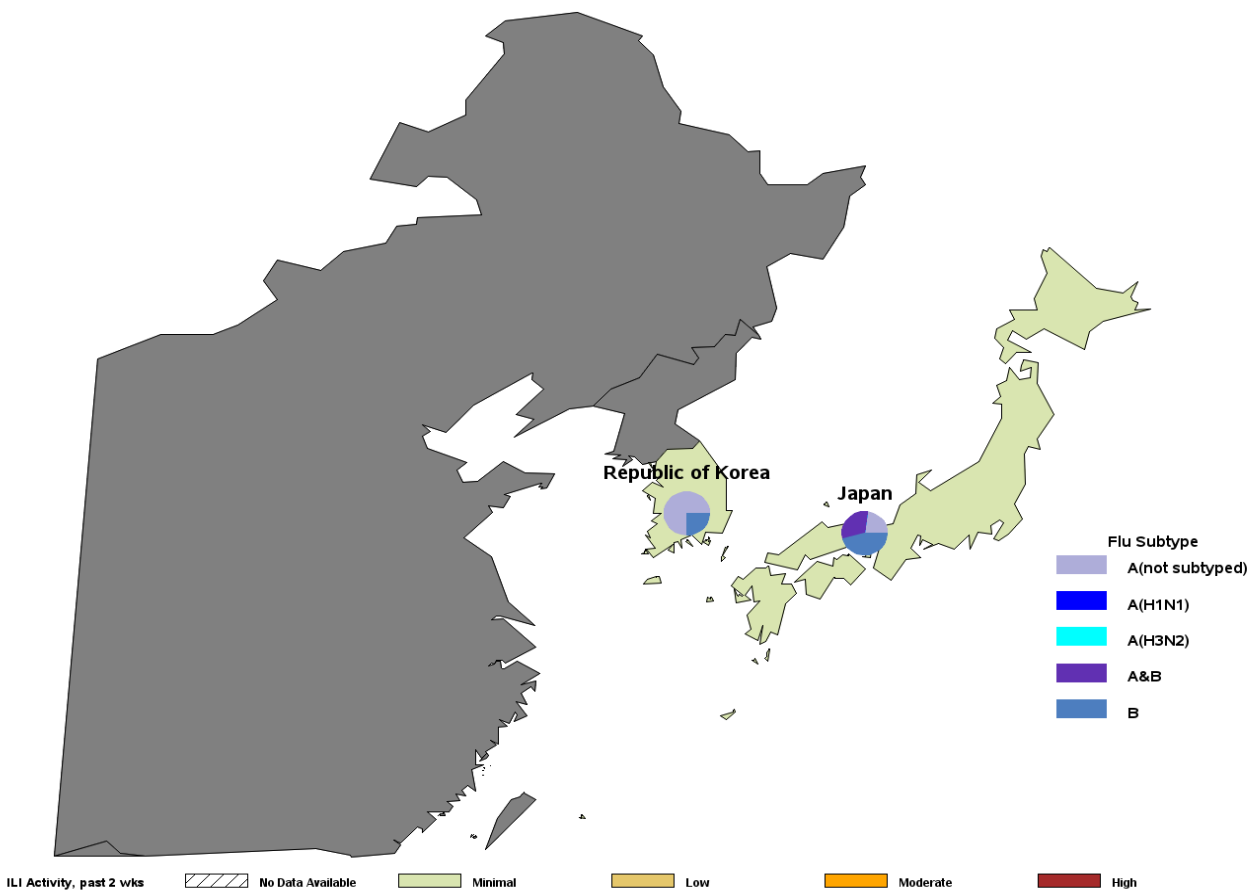 Republic of Korea
Japan
Flu Subtype
A(not subtyped)
A(H1N1)
A(H3N2)
A&B
B
ILI Activity, past 2 wks No Data Available Minimal Low Moderate High